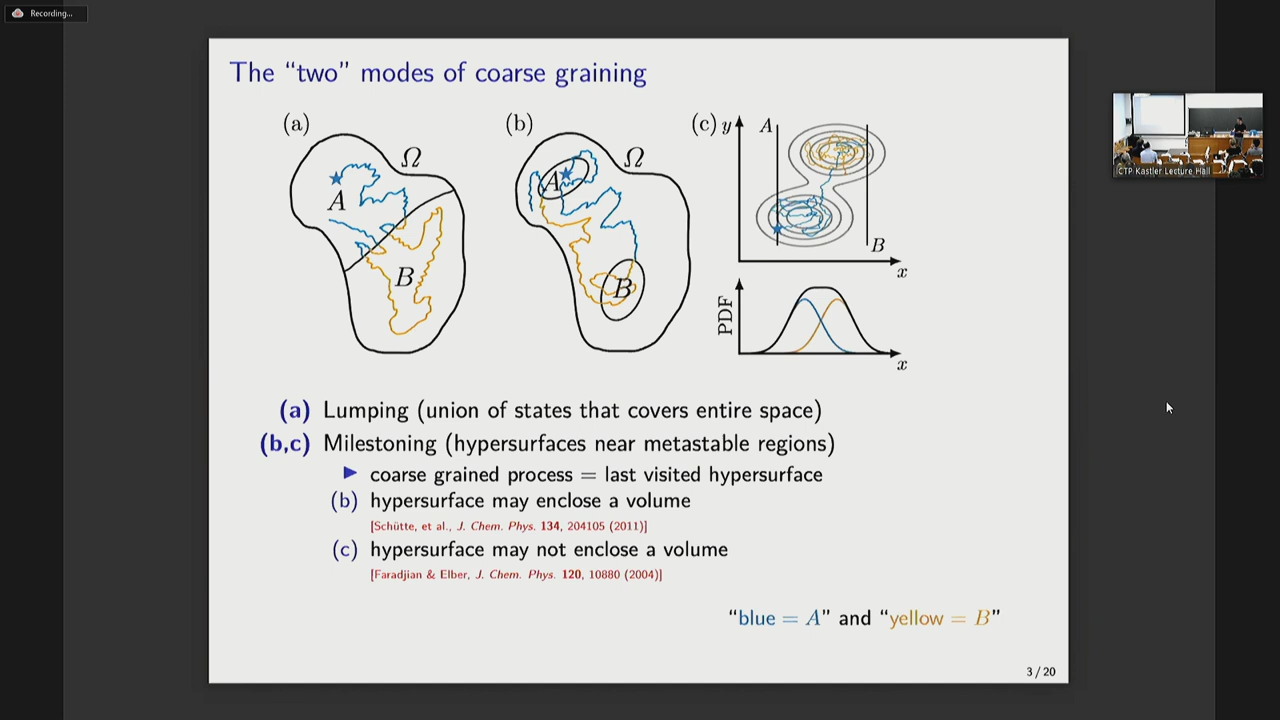 Recording...
The “two” modes of coarse graining
(a)
Ω
A
B
(b)
Ω
A
B
(c)
y
A
B
x
PDF
x
CTP Kastler Lecture Hall
(a) Lumping (union of states that covers entire space)
(b,c) Milestoning (hypersurfaces near metastable regions)
▶ coarse grained process = last visited hypersurface
(b) hypersurface may enclose a volume
[Schütte, et al., J. Chem. Phys. 134, 204105 (2011)]
(c) hypersurface may not enclose a volume
[Faradjian & Elber, J. Chem. Phys. 120, 10880 (2004)]
“blue = A” and “yellow = B”
3 / 20